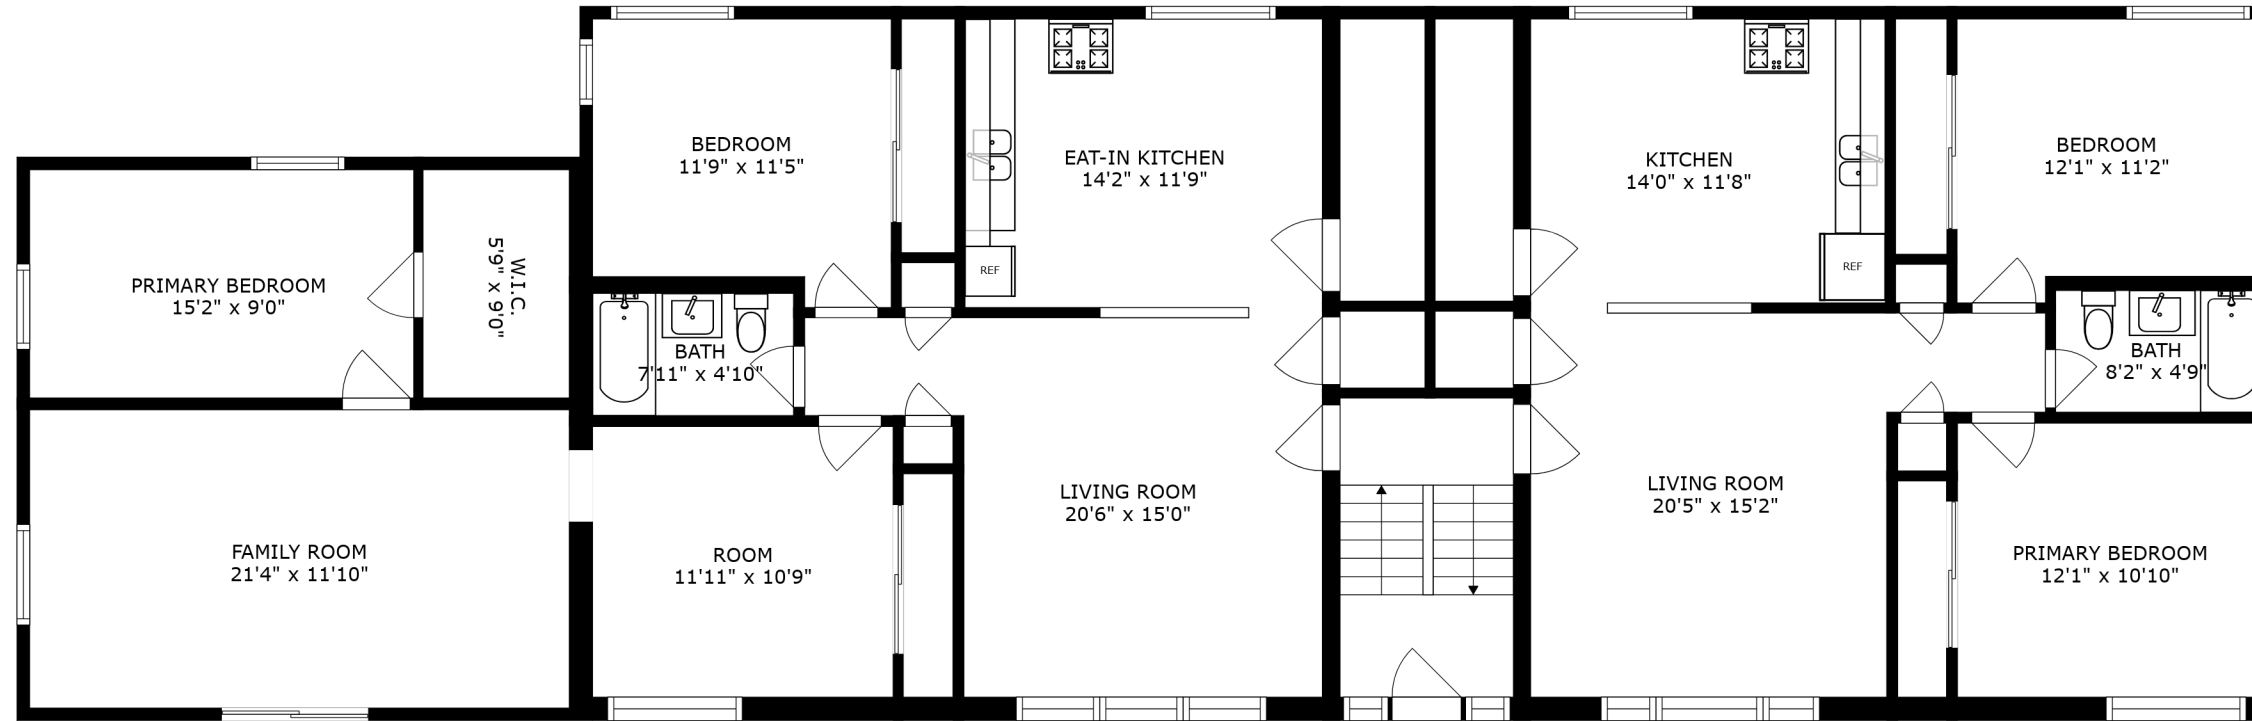 BEDROOM
11'9" x 11'5"
EAT-IN KITCHEN
14'2" x 11'9"
KITCHEN
14'0" x 11'8"
BEDROOM
12'1" x 11'2"
PRIMARY BEDROOM
15'2" x 9'0"
W.I.C.
5'9" x 9'0"
REF
REF
BATH
7'11" x 4'10"
BATH
8'2" x 4'9"
FAMILY ROOM
21'4" x 11'10"
ROOM
11'11" x 10'9"
LIVING ROOM
20'6" x 15'0"
LIVING ROOM
20'5" x 15'2"
PRIMARY BEDROOM
12'1" x 10'10"